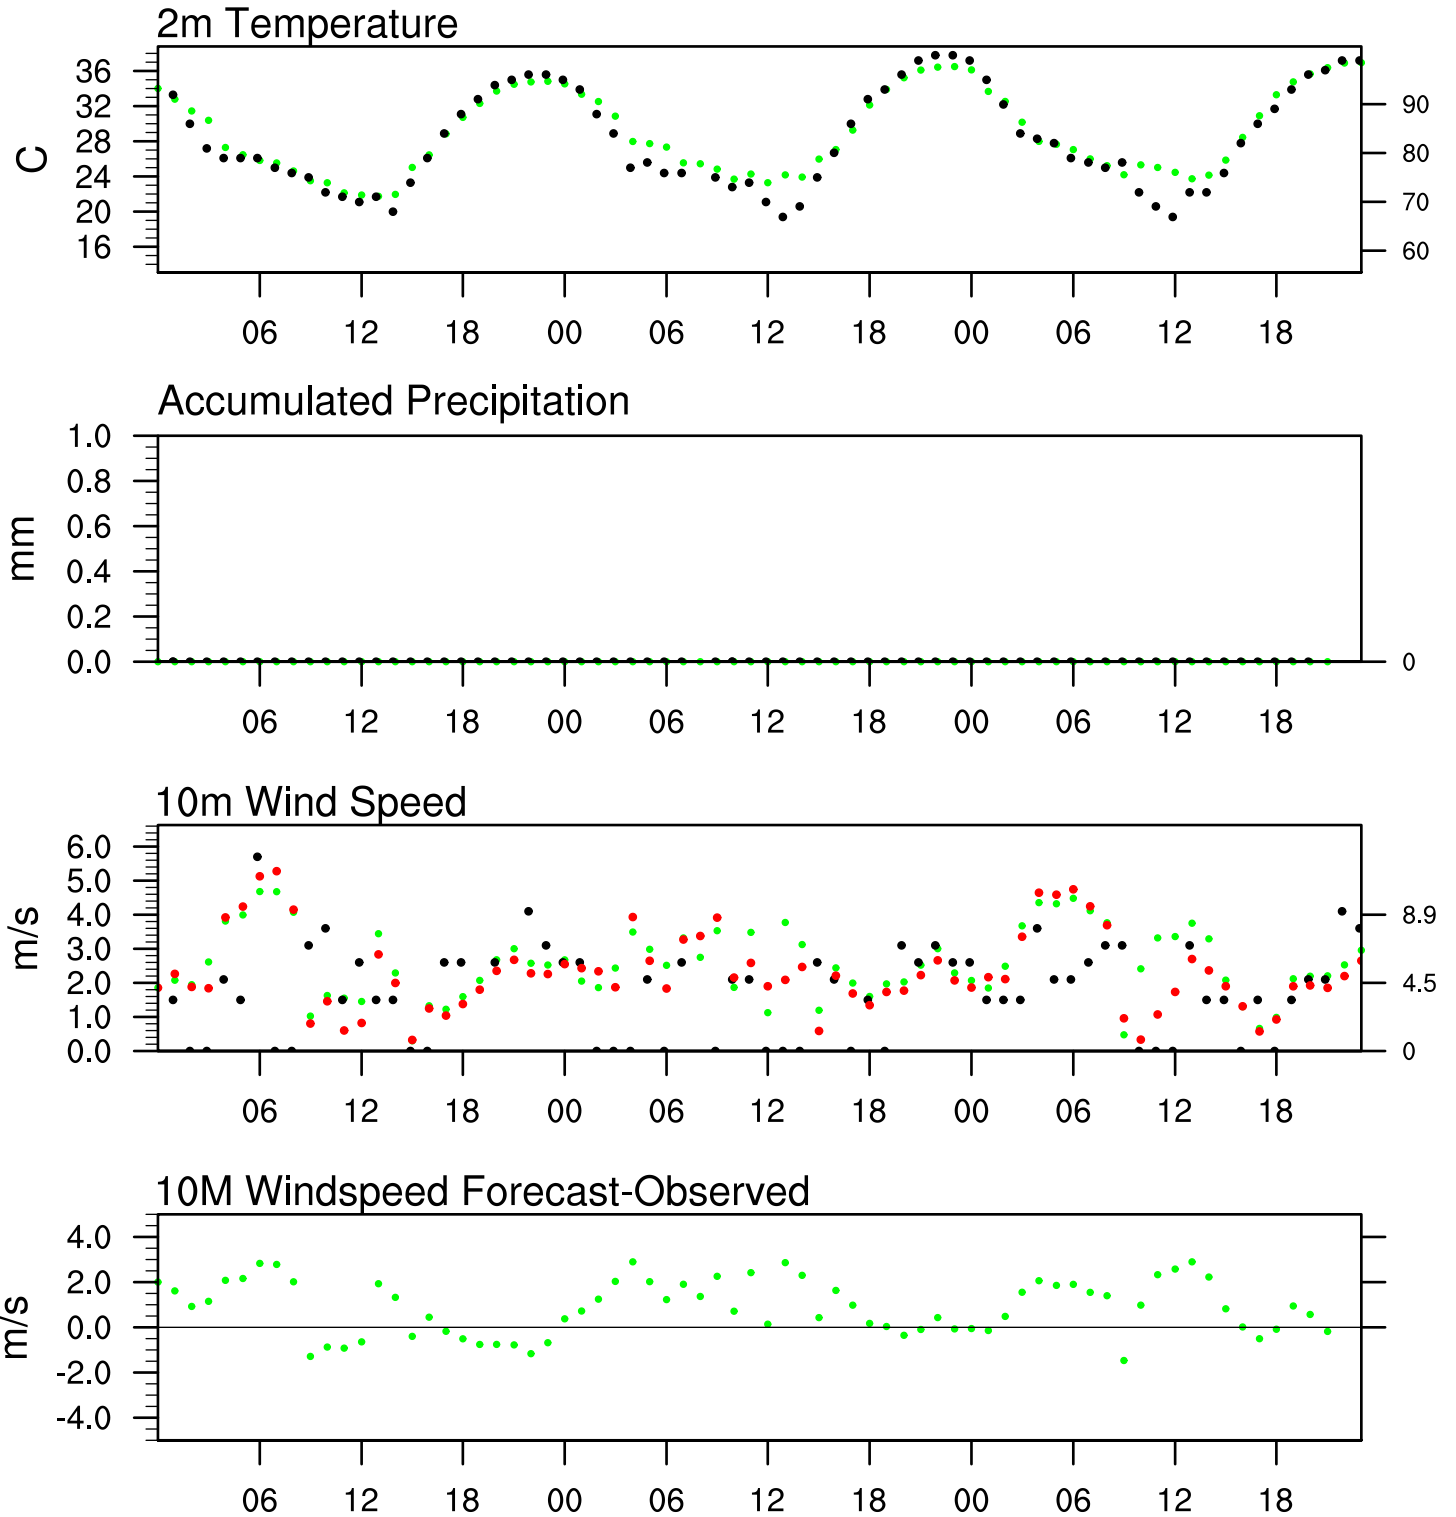 2m Temperature
36
32
28
24
20
16
C
90
80
70
60
06 12 18 00 06 12 18 00 06 12 18
Accumulated Precipitation
1.0
0.8
0.6
0.4
0.2
0.0
mm
0
06 12 18 00 06 12 18 00 06 12 18
10m Wind Speed
6.0
5.0
4.0
3.0
2.0
1.0
0.0
m/s
8.9
4.5
0
06 12 18 00 06 12 18 00 06 12 18
10M Windspeed Forecast-Observed
4.0
2.0
0.0
-2.0
-4.0
m/s
06 12 18 00 06 12 18 00 06 12 18